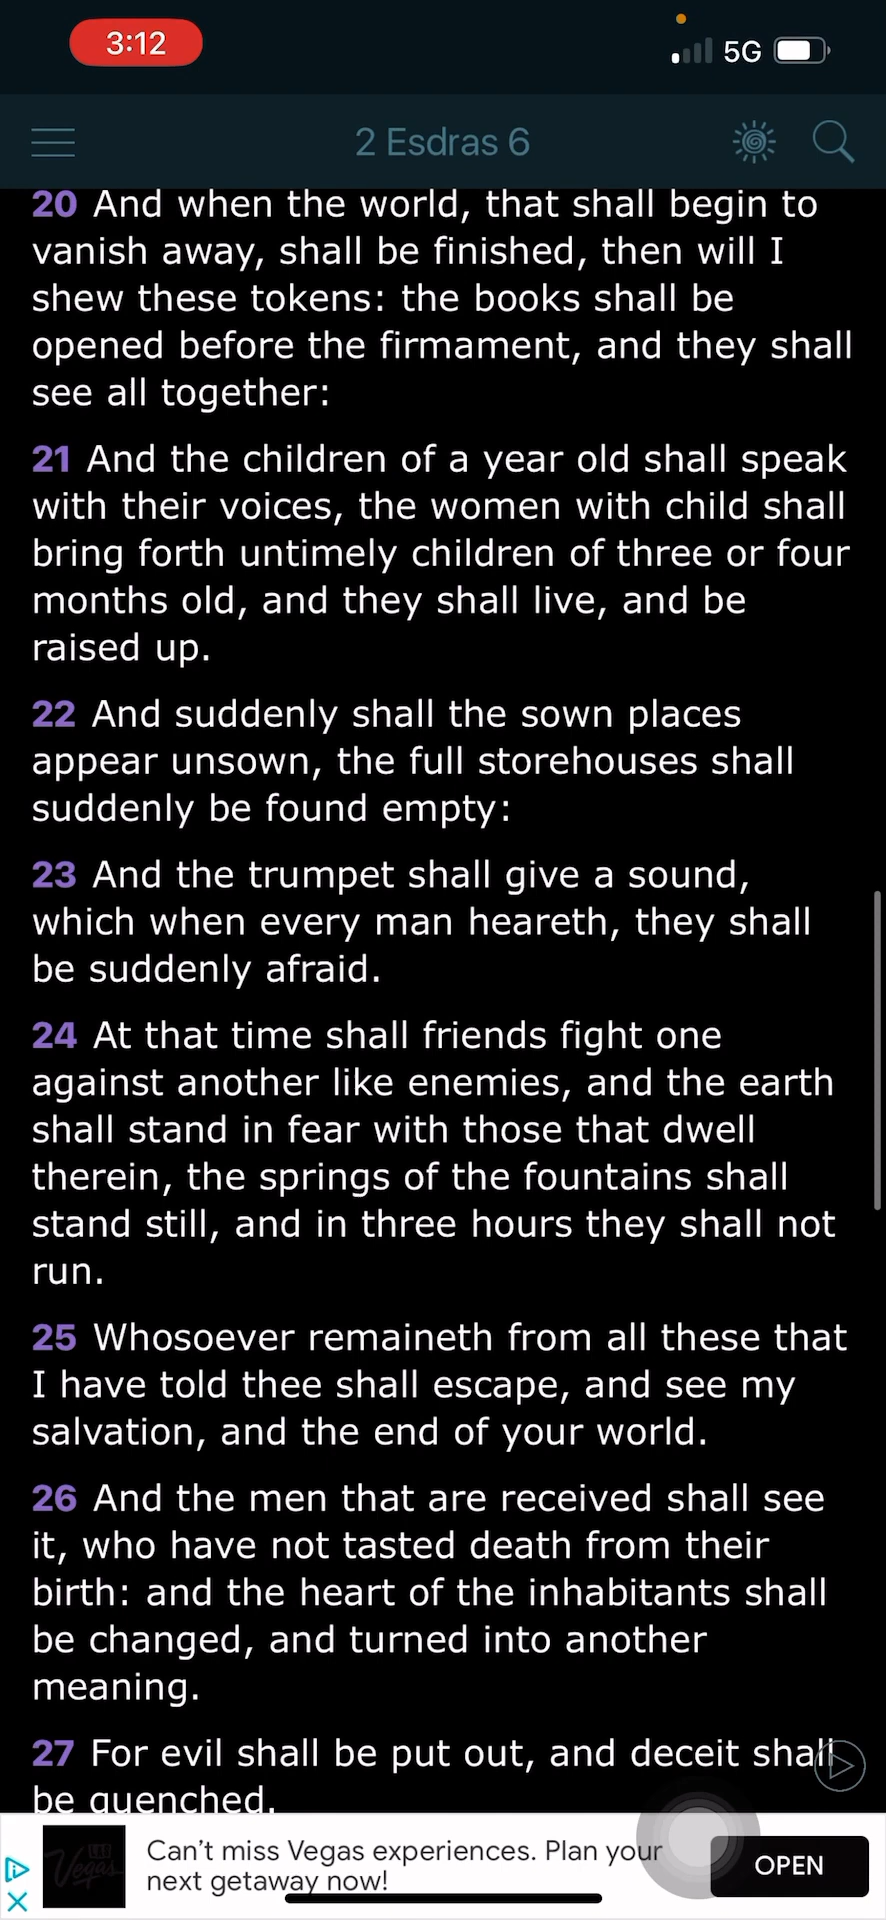 3:12
5G
2 Esdras 6
20 And when the world, that shall begin to
vanish away, shall be finished, then will I
shew these tokens: the books shall be
opened before the firmament, and they shall
see all together:
21 And the children of a year old shall speak
with their voices, the women with child shall
bring forth untimely children of three or four
months old, and they shall live, and be
raised up.
22 And suddenly shall the sown places
appear unsown, the full storehouses shall
suddenly be found empty:
23 And the trumpet shall give a sound,
which when every man heareth, they shall
be suddenly afraid.
24 At that time shall friends fight one
against another like enemies, and the earth
shall stand in fear with those that dwell
therein, the springs of the fountains shall
stand still, and in three hours they shall not
run.
25 Whosoever remaineth from all these that
I have told thee shall escape, and see my
salvation, and the end of your world.
26 And the men that are received shall see
it, who have not tasted death from their
birth: and the heart of the inhabitants shall
be changed, and turned into another
meaning.
27 For evil shall be put out, and deceit shall
be quenched.
Can't miss Vegas experiences. Plan your
next getaway now!
OPEN
Vegas